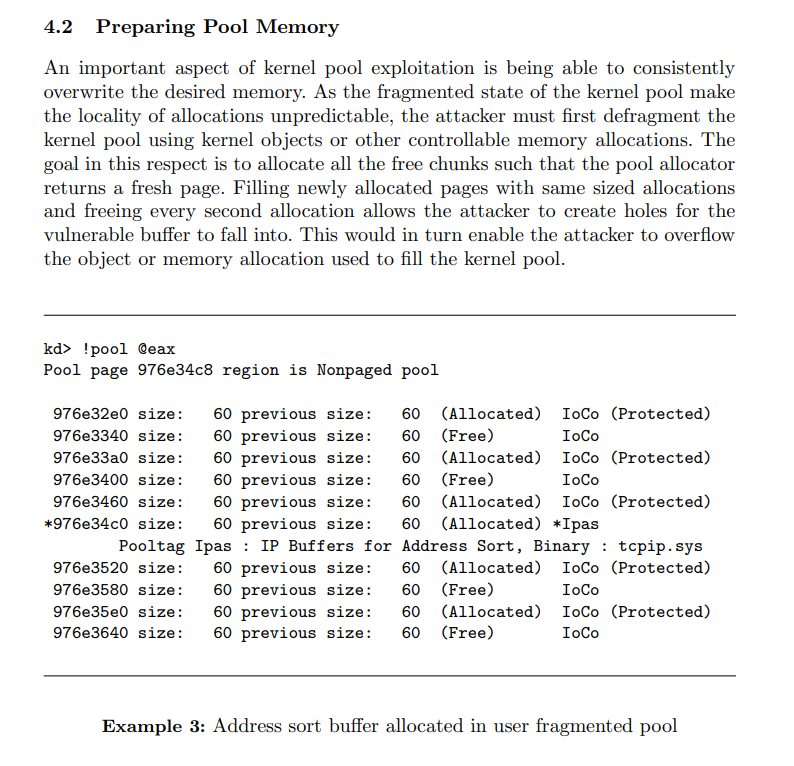 4.2 Preparing Pool Memory
An important aspect of kernel pool exploitation is being able to consistently
overwrite the desired memory. As the fragmented state of the kernel pool make
the locality of allocations unpredictable, the attacker must first defragment the
kernel pool using kernel objects or other controllable memory allocations. The
goal in this respect is to allocate all the free chunks such that the pool allocator
returns a fresh page. Filling newly allocated pages with same sized allocations
and freeing every second allocation allows the attacker to create holes for the
vulnerable buffer to fall into. This would in turn enable the attacker to overflow
the object or memory allocation used to fill the kernel pool.
kd> !pool @eax
Pool page 976e34c8 region is Nonpaged pool
976e32e0 size: 60 previous size: 60 (Allocated) IoCo (Protected)
976e3340 size: 60 previous size: 60 (Free) IoCo
976e33a0 size: 60 previous size: 60 (Allocated) IoCo (Protected)
976e3400 size: 60 previous size: 60 (Free) IoCo
976e3460 size: 60 previous size: 60 (Allocated) IoCo (Protected)
*976e34c0 size: 60 previous size: 60 (Allocated) *Ipas
Pooltag Ipas : IP Buffers for Address Sort, Binary : tcpip.sys
976e3520 size: 60 previous size: 60 (Allocated) IoCo (Protected)
976e3580 size: 60 previous size: 60 (Free) IoCo
976e35e0 size: 60 previous size: 60 (Allocated) IoCo (Protected)
976e3640 size: 60 previous size: 60 (Free) IoCo
Example 3: Address sort buffer allocated in user fragmented pool